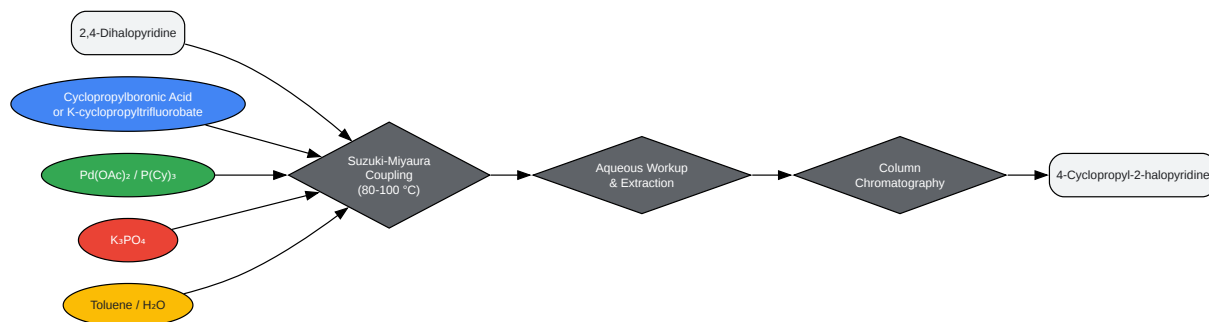 2,4-Dihalopyridine
Cyclopropylboronic Acid
or K-cyclopropyltrifluorobate
Pd(OAc)₂ / P(Cy)₃
K₃PO₄
Toluene / H₂O
Suzuki-Miyaura
Coupling
(80-100 °C)
Aqueous Workup
& Extraction
Column
Chromatography
4-Cyclopropyl-2-halopyridine